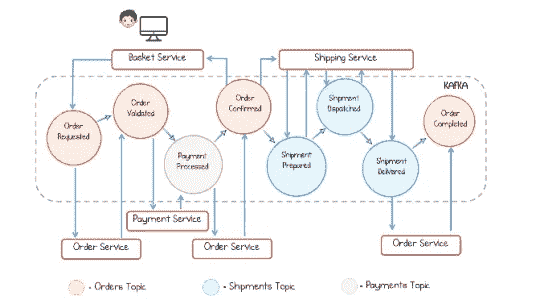 Basket Service
Shipping Service
KAFKA
Order
Requested
Order
Validated
Payment
Processed
Order
Confirmed
Shipment
Prepared
Shipment
Dispatched
Shipment
Delivered
Order
Completed
Payment Service
Order Service
Order Service
Order Service
- Orders Topic
- Shipments Topic
- Payments Topic